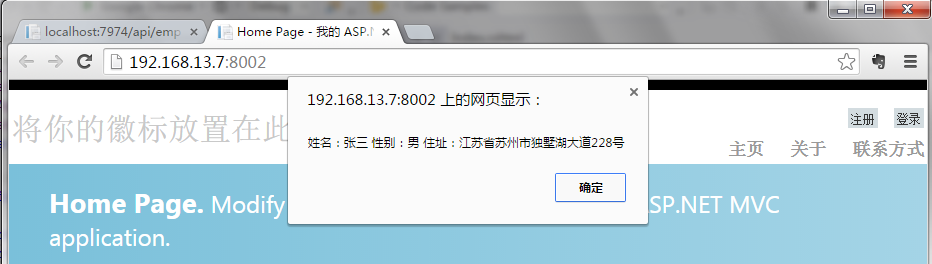 localhost:7974/api/emp
Home Page - 我的 ASP.N
192.168.13.7:8002
192.168.13.7:8002 上的网页显示：
姓名：张三 性别：男 住址：江苏省苏州市独墅湖大道228号
确定
将你的徽标放置在此
注册 登录
主页 关于 联系方式
Home Page. Modify SP.NET MVC
application.